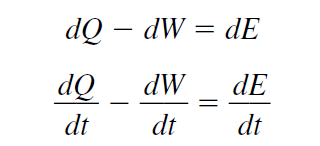 dQ − dW = dE
dQ/dt − dW/dt = dE/dt